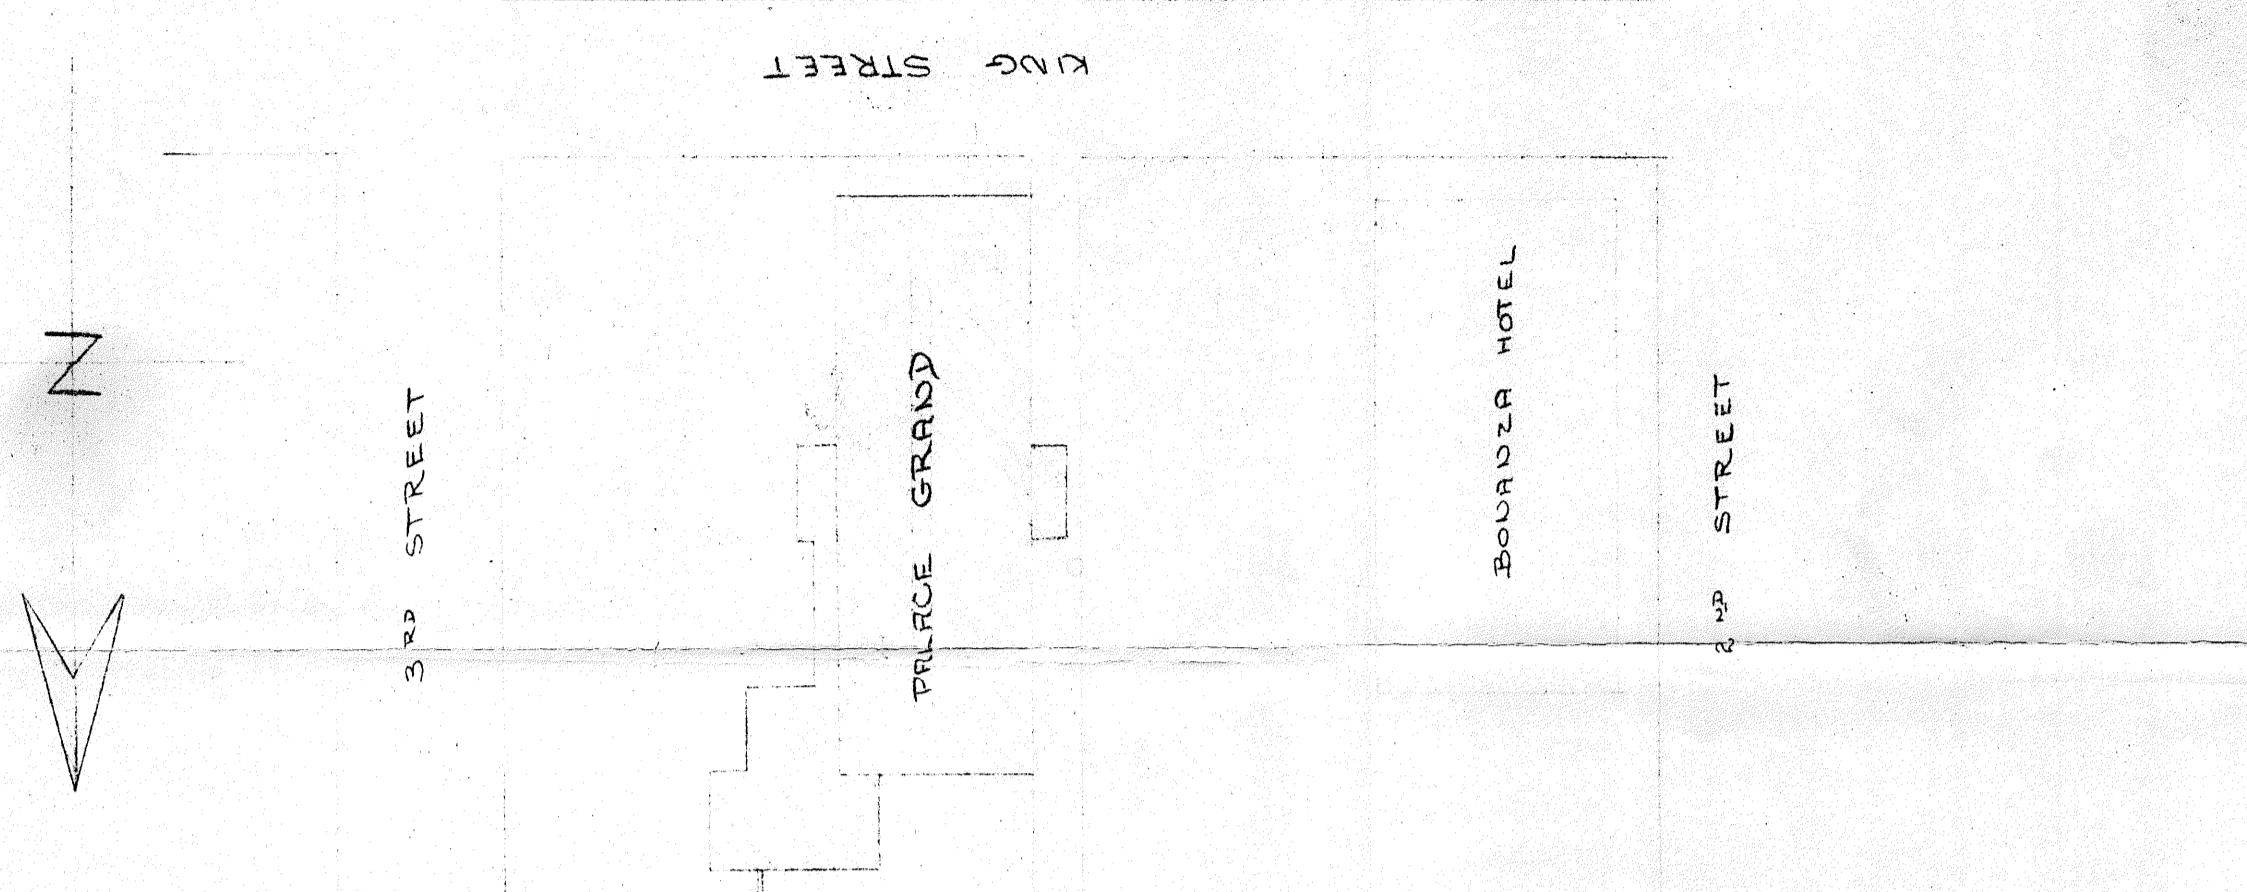 KING STREET
N
3RD STREET
PALACE GRAND
BONANZA HOTEL
2ND STREET